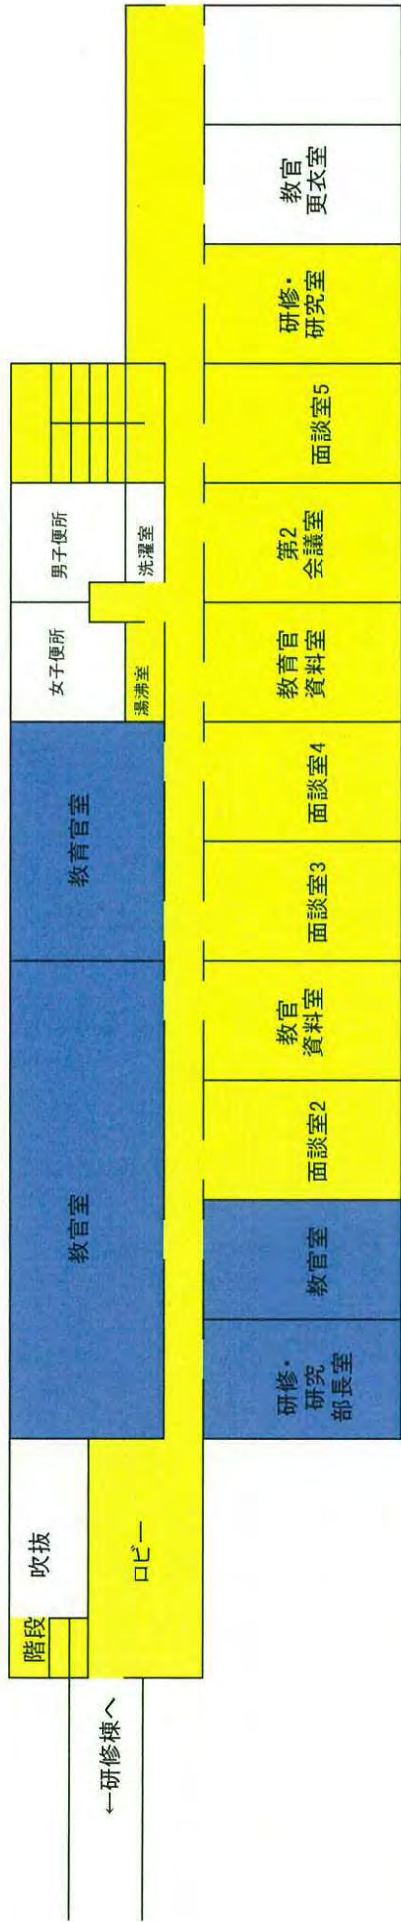 ←研修棟へ
階段
吹抜
ロビー
教官室
教育官室
女子便所
男子便所
湯沸室
洗濯室
研修・
研究
部長室
教官室
面談室2
教官
資料室
面談室3
面談室4
教育官
資料室
第2
会議室
面談室5
研修・
研究室
教官
更衣室